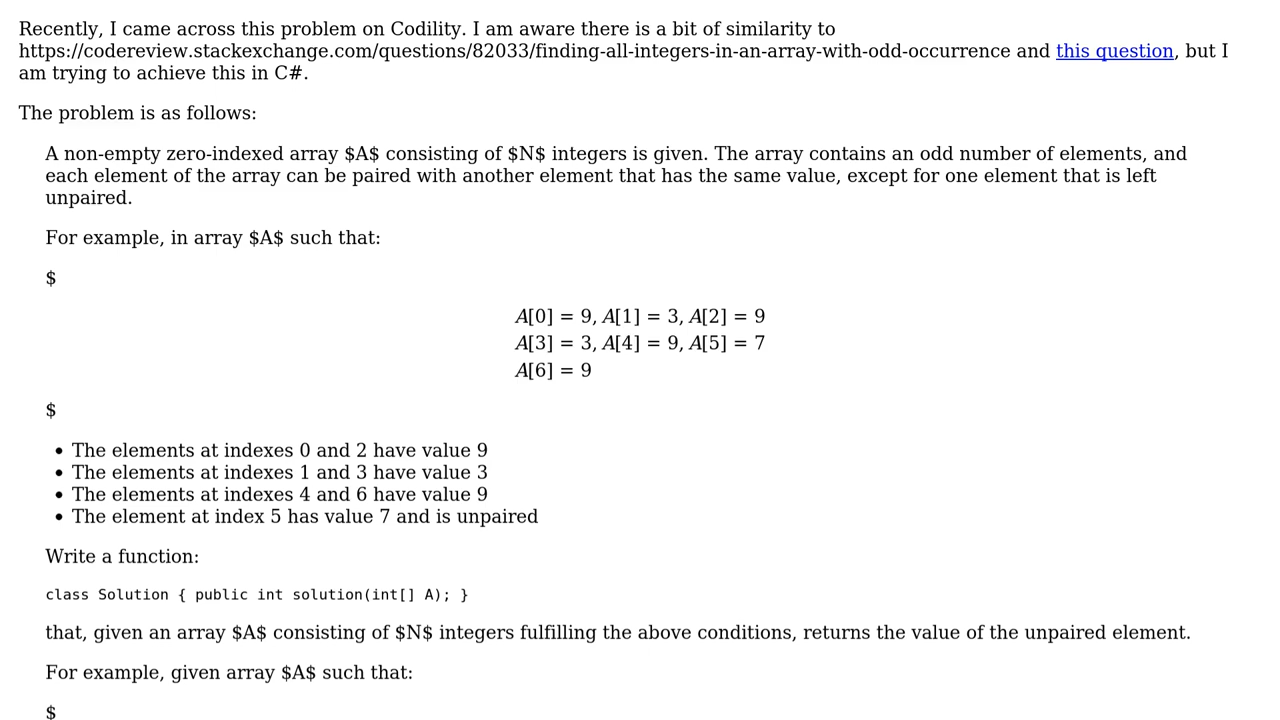 Recently, I came across this problem on Codility. I am aware there is a bit of similarity to
https://codereview.stackexchange.com/questions/82033/finding-all-integers-in-an-array-with-odd-occurrence and this question, but I
am trying to achieve this in C#.
The problem is as follows:
A non-empty zero-indexed array $A$ consisting of $N$ integers is given. The array contains an odd number of elements, and
each element of the array can be paired with another element that has the same value, except for one element that is left
unpaired.
For example, in array $A$ such that:
$
A[0] = 9, A[1] = 3, A[2] = 9
A[3] = 3, A[4] = 9, A[5] = 7
A[6] = 9
$
• The elements at indexes 0 and 2 have value 9
• The elements at indexes 1 and 3 have value 3
• The elements at indexes 4 and 6 have value 9
• The element at index 5 has value 7 and is unpaired
Write a function:
class Solution { public int solution(int[] A); }
that, given an array $A$ consisting of $N$ integers fulfilling the above conditions, returns the value of the unpaired element.
For example, given array $A$ such that:
$